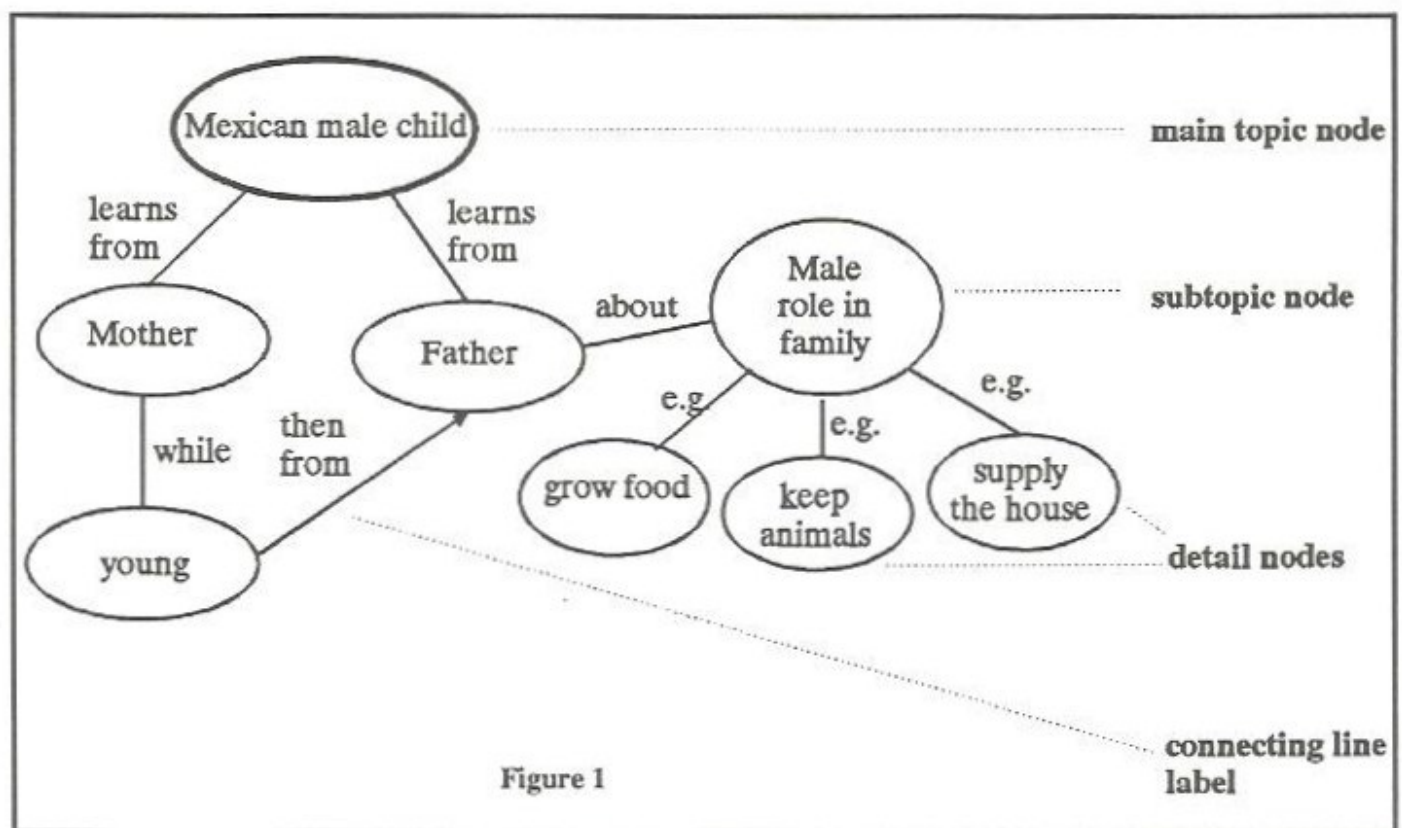 Mexican male child
main topic node
learns
from
learns
from
Mother
Father
about
Male
role in
family
subtopic node
while
then
from
e.g.
e.g.
e.g.
young
grow food
keep
animals
supply
the house
detail nodes
connecting line
label
Figure 1